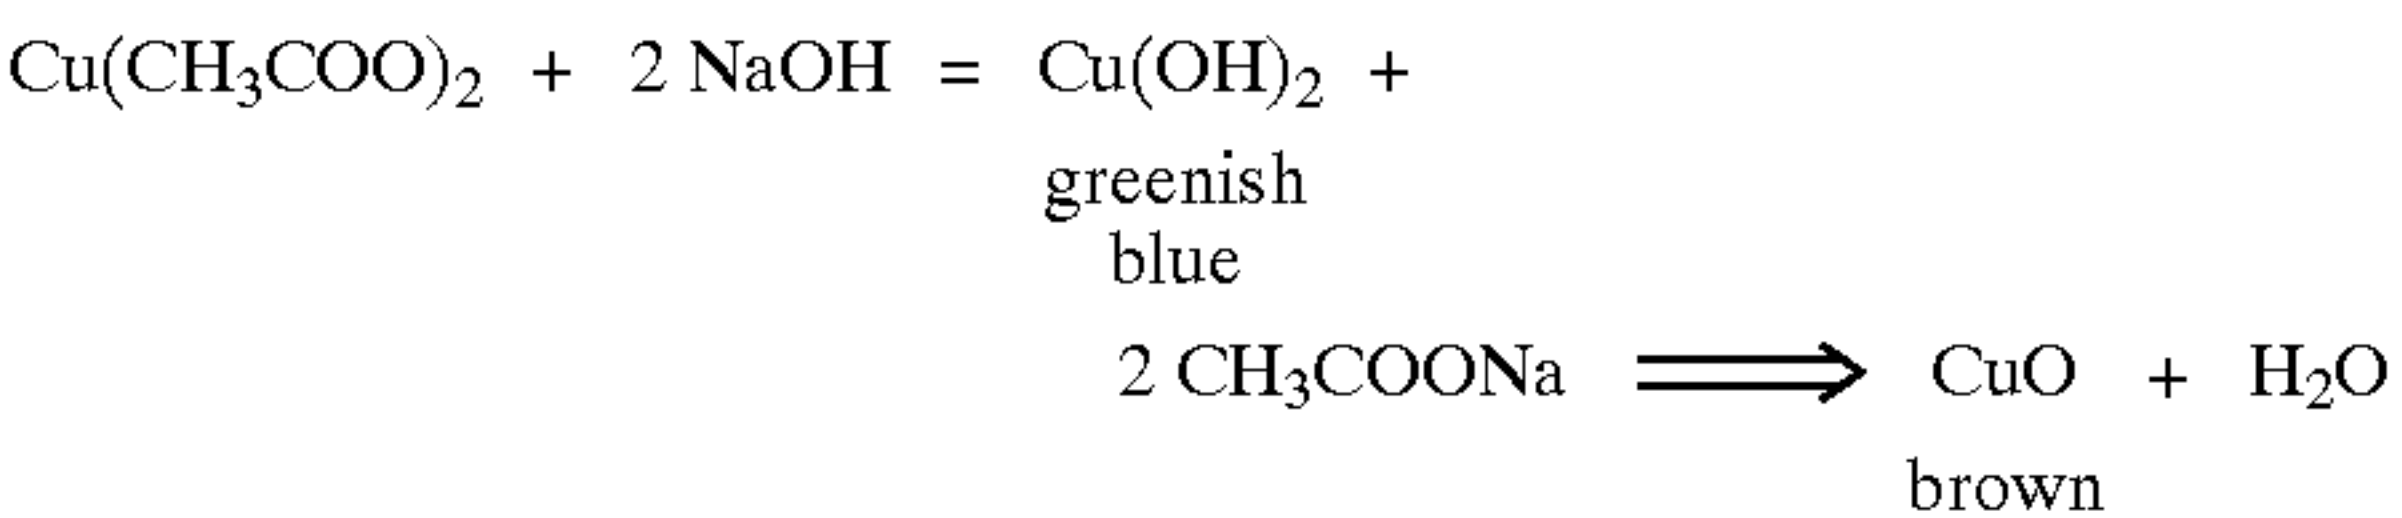 Cu(CH₃COO)₂ + 2 NaOH = Cu(OH)₂ +
greenish
blue
2 CH₃COONa ⟹ CuO + H₂O
brown